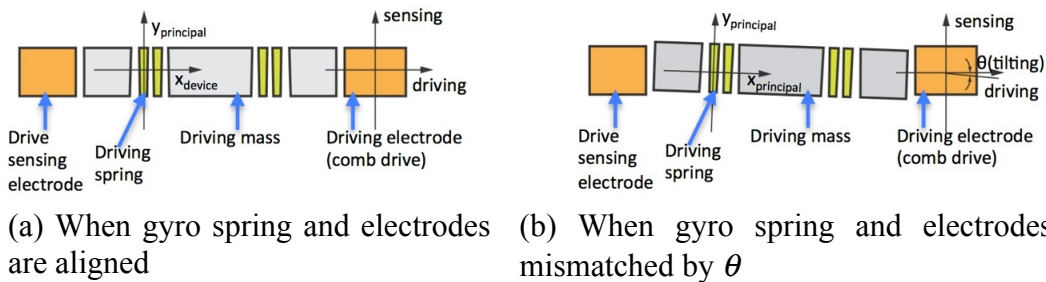 (a)
y principal
sensing
x device
driving
Drive sensing electrode
Driving spring
Driving mass
Driving electrode (comb drive)
(b)
y principal
sensing
θ(tilting)
x principal
driving
Drive sensing electrode
Driving spring
Driving mass
Driving electrode (comb drive)
(a) When gyro spring and electrodes
are aligned
(b) When gyro spring and electrodes
mismatched by θ